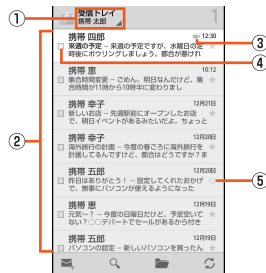 ① 受信トレイ
携帯 太郎
1
携帯 四郎 12:30
来週の予定 – 来週の予定ですが、水曜日の定
時後にボウリングしましょう。都合が悪けれ
③
④
携帯 恵 10:12
集合時間変更 – ごめん、明日なんだけど、集
合時間が11時から10時半に変わりまし
携帯 幸子 12月21日
新しいお店 – 先週駅前にオープンしたお店
で、明日イベントがあるみたいだよ。ちょっと
②
携帯 幸子 12月20日
海外旅行の計画 – 今度の春ごろに海外旅行を
計画してるんですけど、都合はどうですか？ま
携帯 五郎 12月20日
昨日はありがとう！ – 設定してくれたおかげ
で、無事にパソコンが使えるようになった
⑤
携帯 恵 12月19日
元気〜？ – 今度の日曜日だけど、予定空いて
ない？○○デパートでセールがあるから付き
携帯 五郎 12月19日
パソコンの設定 – 新しいパソコンを買ったん